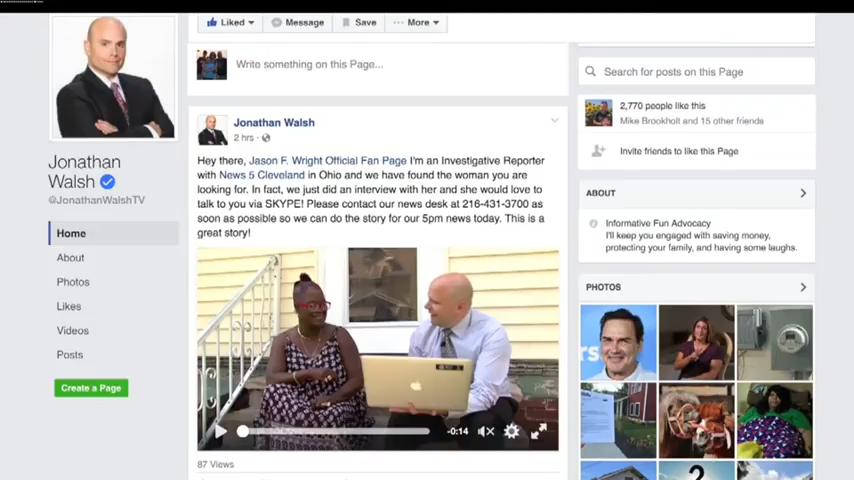 Liked
Message
Save
More
Write something on this Page...
Search for posts on this Page
2,770 people like this
Mike Brookholt and 15 other friends
Invite friends to like this Page
Jonathan Walsh
2 hrs
Hey there, Jason F. Wright Official Fan Page I'm an Investigative Reporter
with News 5 Cleveland in Ohio and we have found the woman you are
looking for. In fact, we just did an interview with her and she would love to
talk to you via SKYPE! Please contact our news desk at 216-431-3700 as
soon as possible so we can do the story for our 5pm news today. This is a
great story!
Jonathan
Walsh
@JonathanWalshTV
Home
About
Photos
Likes
Videos
Posts
Create a Page
ABOUT
Informative Fun Advocacy
I'll keep you engaged with saving money,
protecting your family, and having some laughs.
PHOTOS
-0:14
87 Views
?